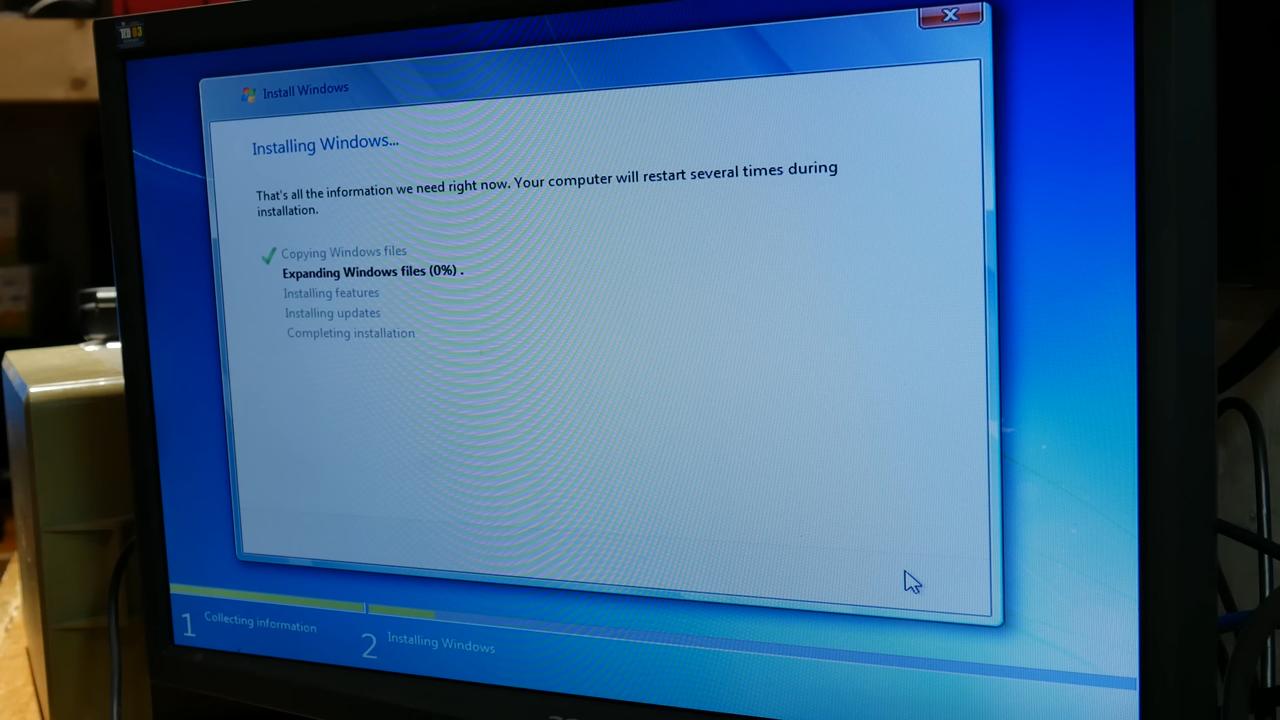 Install Windows
Installing Windows...
That's all the information we need right now. Your computer will restart several times during
installation.
Copying Windows files
Expanding Windows files (0%) .
Installing features
Installing updates
Completing installation
1 Collecting information
2 Installing Windows